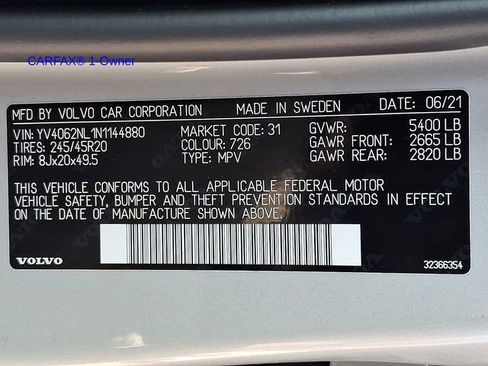 CARFAX® 1-Owner
MFD BY VOLVO CAR CORPORATION MADE IN SWEDEN DATE: 06/21
VIN: YV4062NL1N1144880 MARKET CODE: 31 GVWR: 5400 LB
TIRES: 245/45R20 COLOUR: 726 GAWR FRONT: 2665 LB
RIM: 8Jx20x49.5 TYPE: MPV GAWR REAR: 2820 LB
THIS VEHICLE CONFORMS TO ALL APPLICABLE FEDERAL MOTOR
VEHICLE SAFETY, BUMPER AND THEFT PREVENTION STANDARDS IN EFFECT
ON THE DATE OF MANUFACTURE SHOWN ABOVE.
VOLVO 32366354